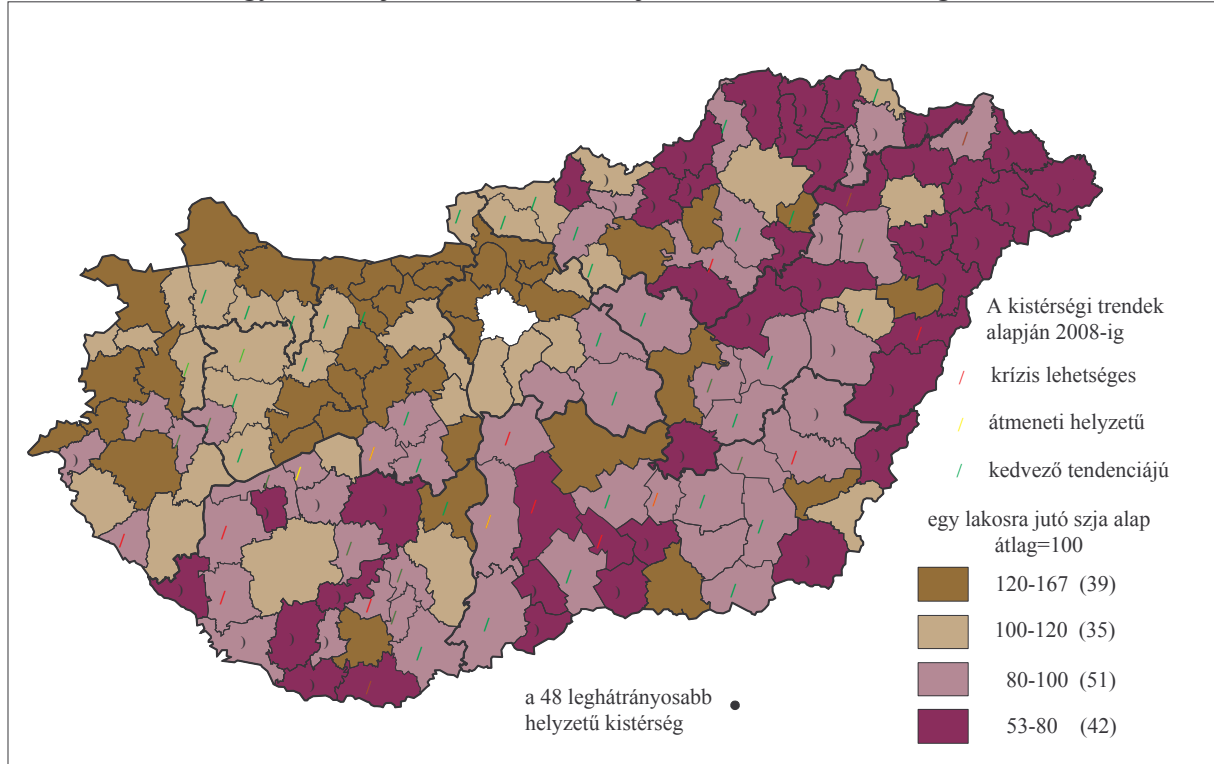 A kistérségi trendek
alapján 2008-ig
krízis lehetséges
átmeneti helyzetű
kedvező tendenciájú
egy lakosra jutó szja alap
átlag=100
120-167 (39)
100-120 (35)
80-100 (51)
53-80 (42)
a 48 leghátrányosabb
helyzetű kistérség